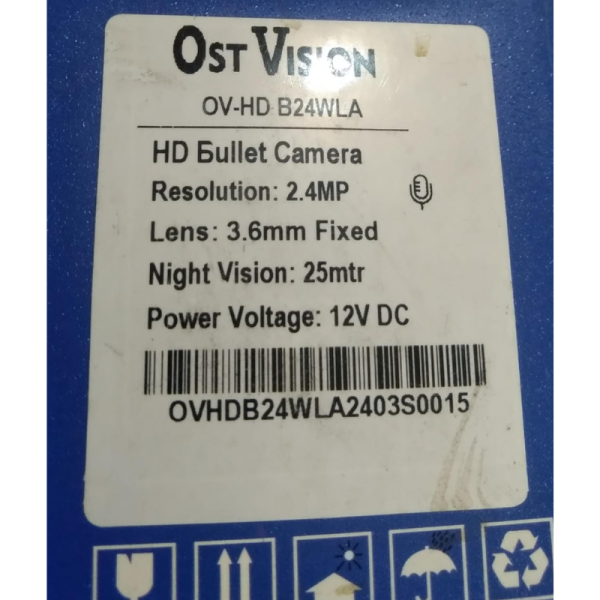 OST VISION
OV-HD B24WLA
HD Bullet Camera
Resolution: 2.4MP
Lens: 3.6mm Fixed
Night Vision: 25mtr
Power Voltage: 12V DC
OVHDB24WLA2403S0015